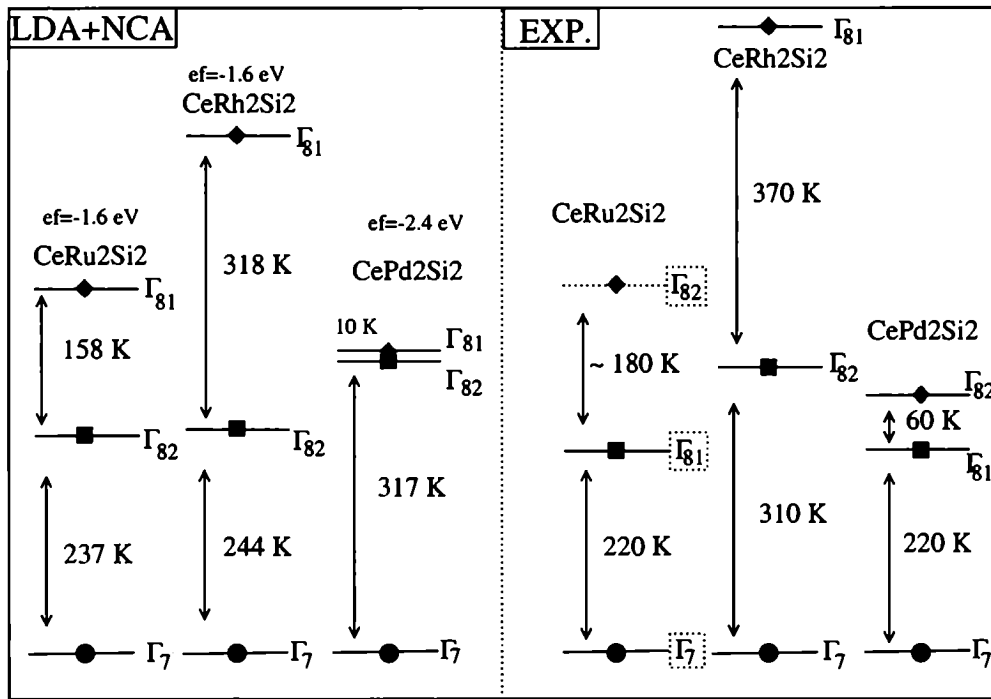 LDA+NCA
ef=-1.6 eV
CeRh2Si2
Γ81
318 K
Γ82
244 K
Γ7
ef=-1.6 eV
CeRu2Si2
Γ81
158 K
Γ82
237 K
Γ7
ef=-2.4 eV
CePd2Si2
10 K
Γ81
Γ82
317 K
Γ7
EXP.
Γ81
CeRh2Si2
370 K
Γ82
310 K
Γ7
CeRu2Si2
Γ82
~ 180 K
Γ81
220 K
Γ7
CePd2Si2
Γ82
60 K
Γ81
220 K
Γ7